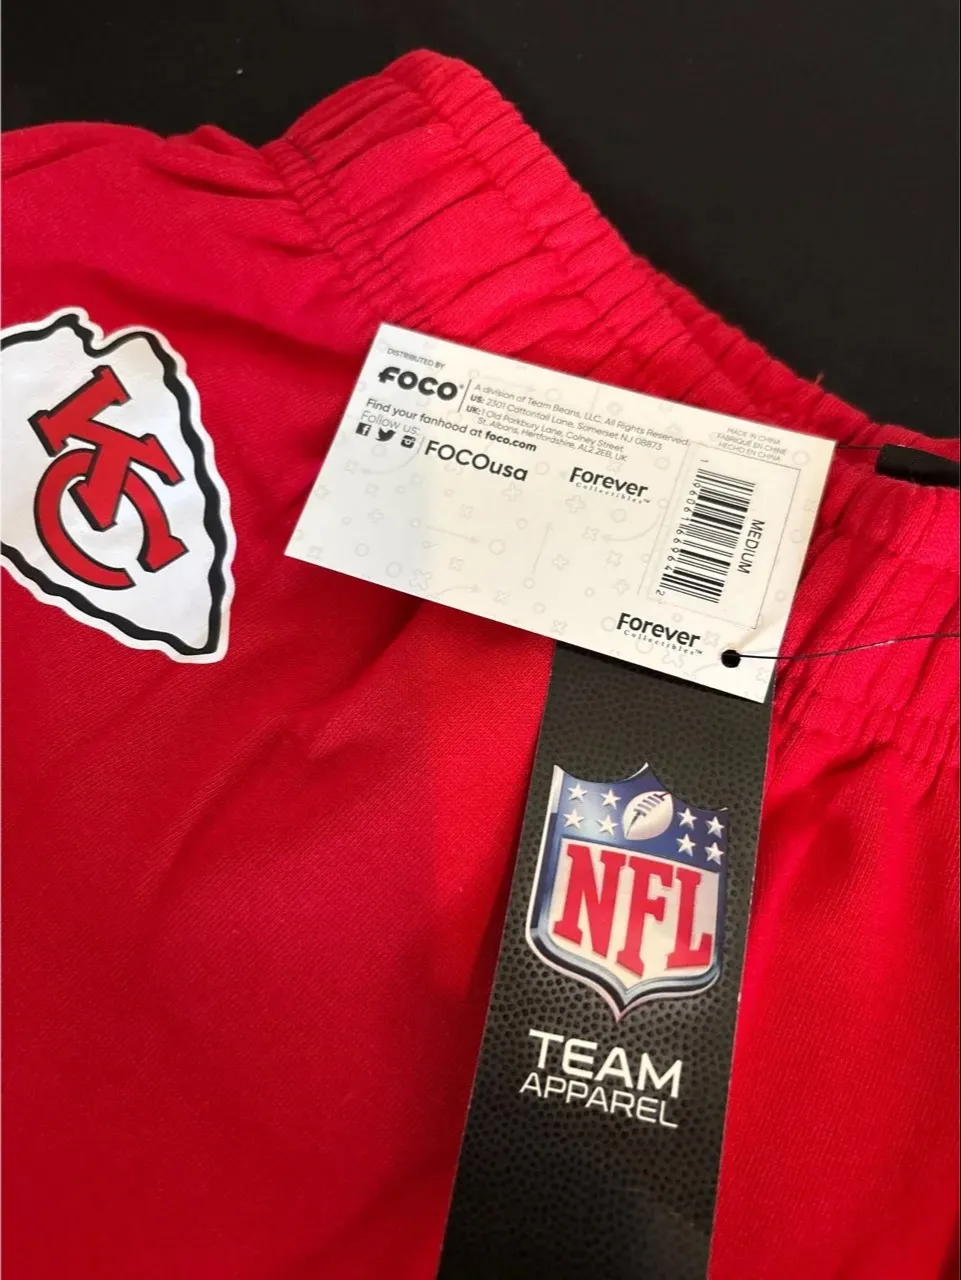 DISTRIBUTED BY
FOCO®
A division of Team Beans, LLC. All Rights Reserved.
US: 2301 Cottontail Lane, Somerset NJ 08873
UK: 1 Old Parkbury Lane, Colney Street
St. Albans, Hertfordshire, AL2 2EB, UK
Find your fanhood at foco.com
Follow us:
FOCOusa
Forever
Collectibles™
MADE IN CHINA
FABRIQUÉ EN CHINE
HECHO EN CHINA
MEDIUM
Forever
Collectibles™
KC
NFL
TEAM
APPAREL